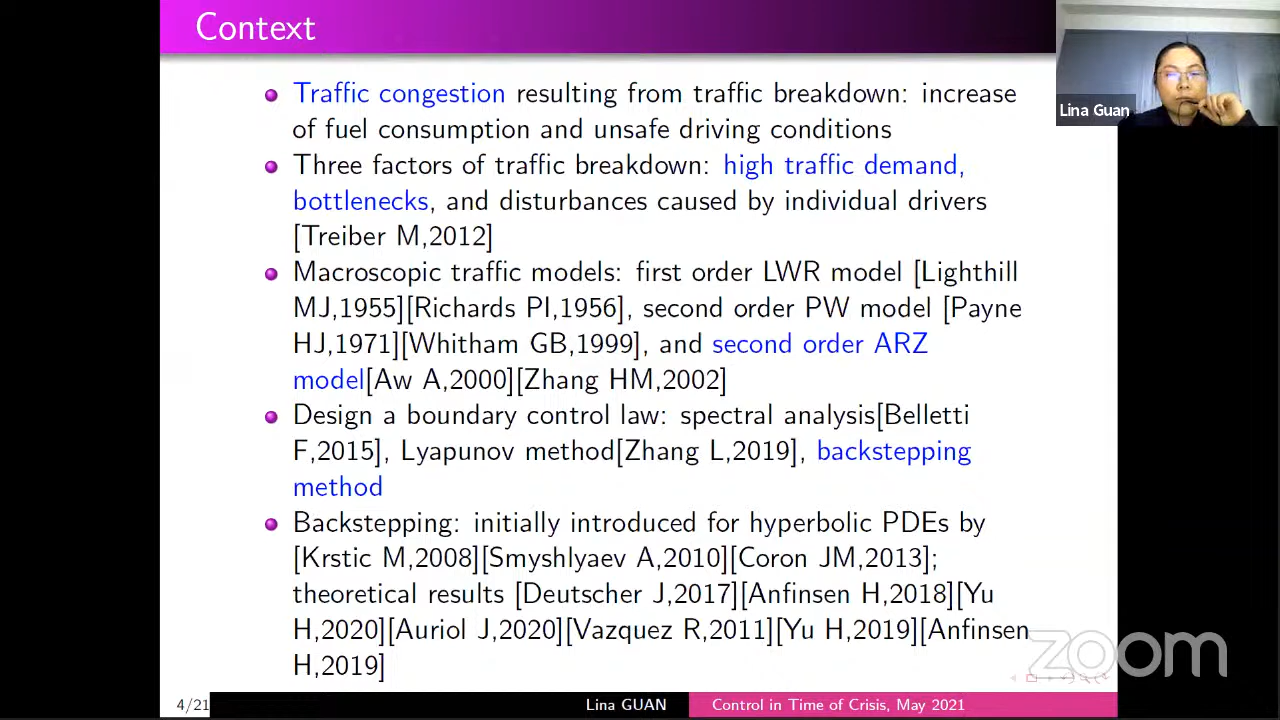 Context
Traffic congestion resulting from traffic breakdown: increase
of fuel consumption and unsafe driving conditions
Three factors of traffic breakdown: high traffic demand,
bottlenecks, and disturbances caused by individual drivers
[Treiber M,2012]
Macroscopic traffic models: first order LWR model [Lighthill
MJ,1955][Richards PI,1956], second order PW model [Payne
HJ,1971][Whitham GB,1999], and second order ARZ
model[Aw A,2000][Zhang HM,2002]
Design a boundary control law: spectral analysis[Belletti
F,2015], Lyapunov method[Zhang L,2019], backstepping
method
Backstepping: initially introduced for hyperbolic PDEs by
[Krstic M,2008][Smyshlyaev A,2010][Coron JM,2013];
theoretical results [Deutscher J,2017][Anfinsen H,2018][Yu
H,2020][Auriol J,2020][Vazquez R,2011][Yu H,2019][Anfinsen
H,2019]
4/21 Lina GUAN Control in Time of Crisis, May 2021
Lina Guan
zoom